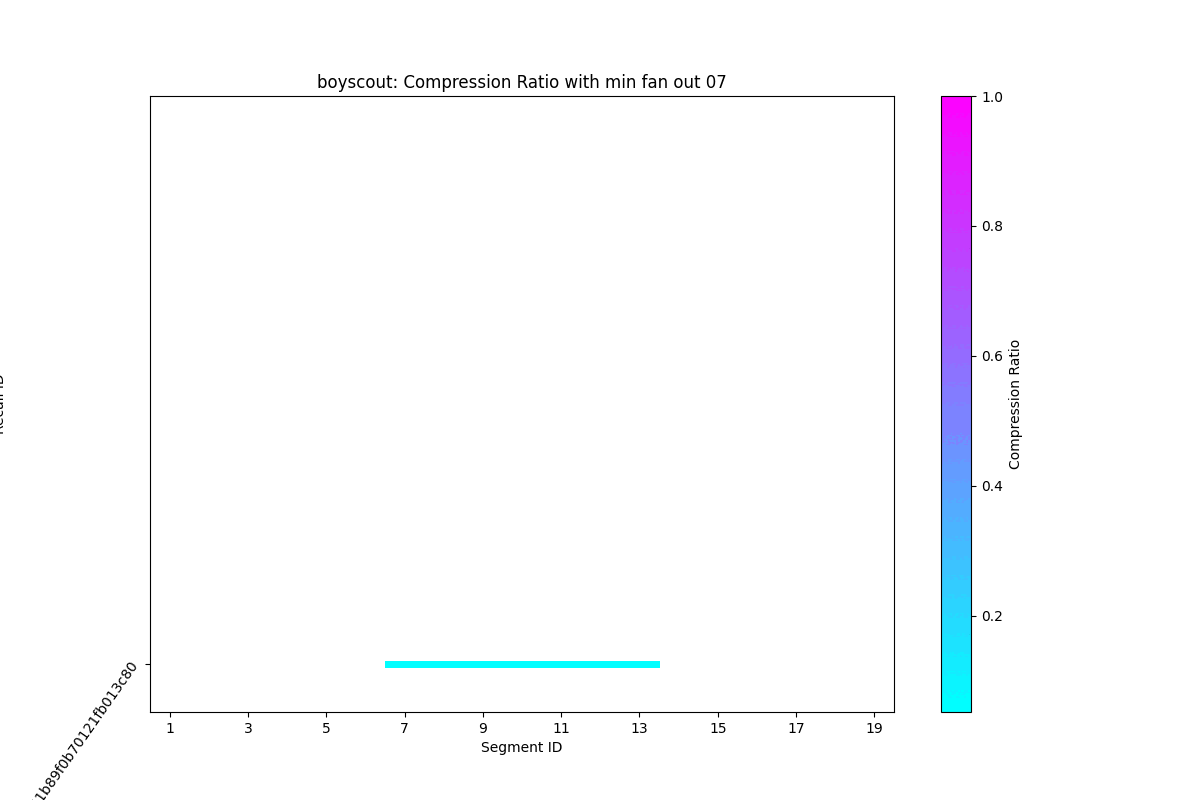 boyscout: Compression Ratio with min fan out 07
1.0
0.8
0.6
0.4
0.2
Compression Ratio
1b89f0b70121fb013c80
1 3 5 7 9 11 13 15 17 19
Segment ID